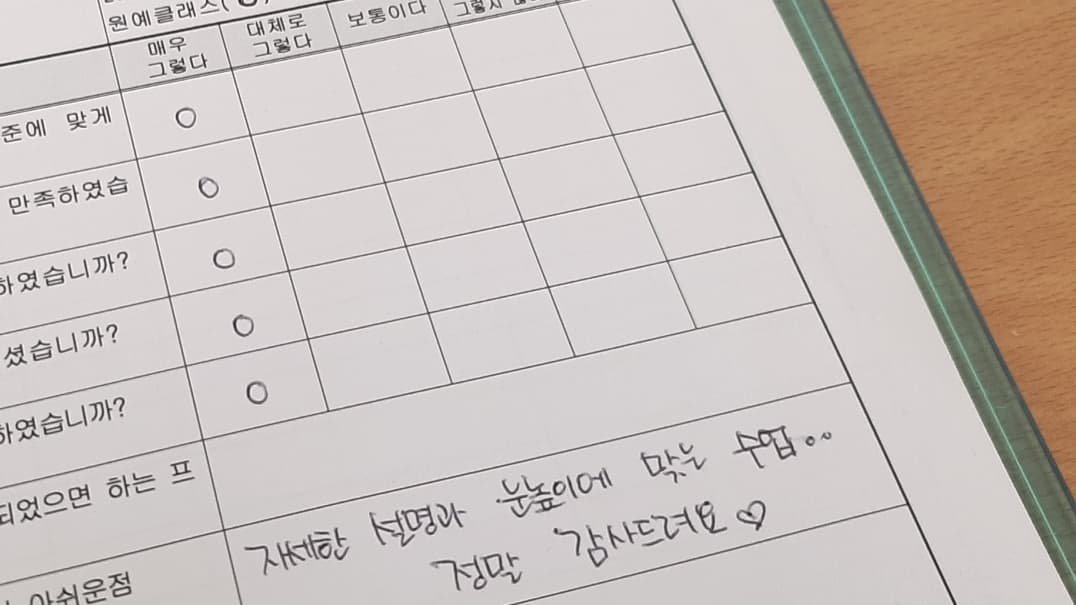 원예클래스(
매우 그렇다
대체로 그렇다
보통이다
그렇지
준에 맞게
만족하였습
하였습니까?
셨습니까?
하였습니까?
되었으면 하는 프
자세한 설명과 눈높이에 맞는 수업..
정말 감사드려요♡
아쉬운점